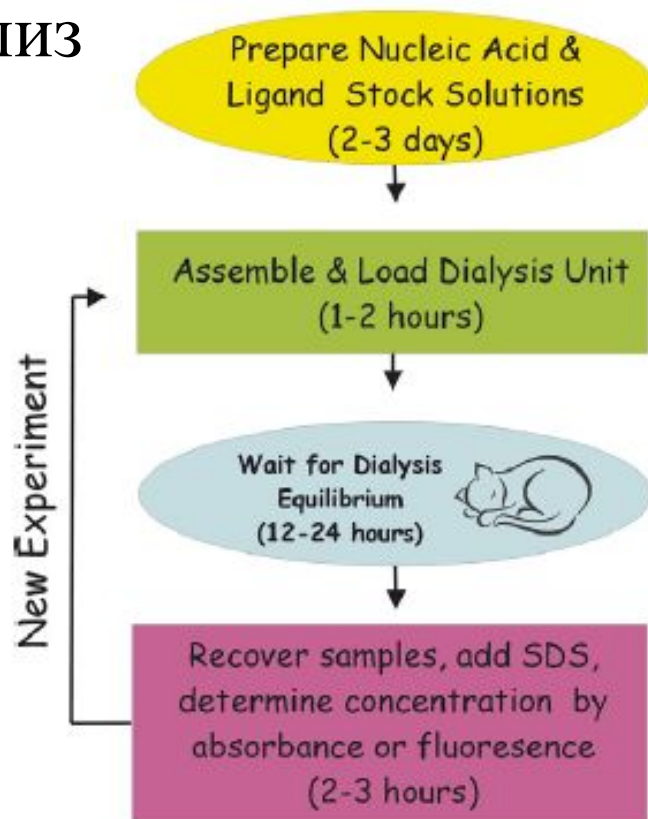 лиз
Prepare Nucleic Acid &
Ligand Stock Solutions
(2-3 days)
Assemble & Load Dialysis Unit
(1-2 hours)
New Experiment
Wait for Dialysis
Equilibrium
(12-24 hours)
Recover samples, add SDS,
determine concentration by
absorbance or fluoresence
(2-3 hours)